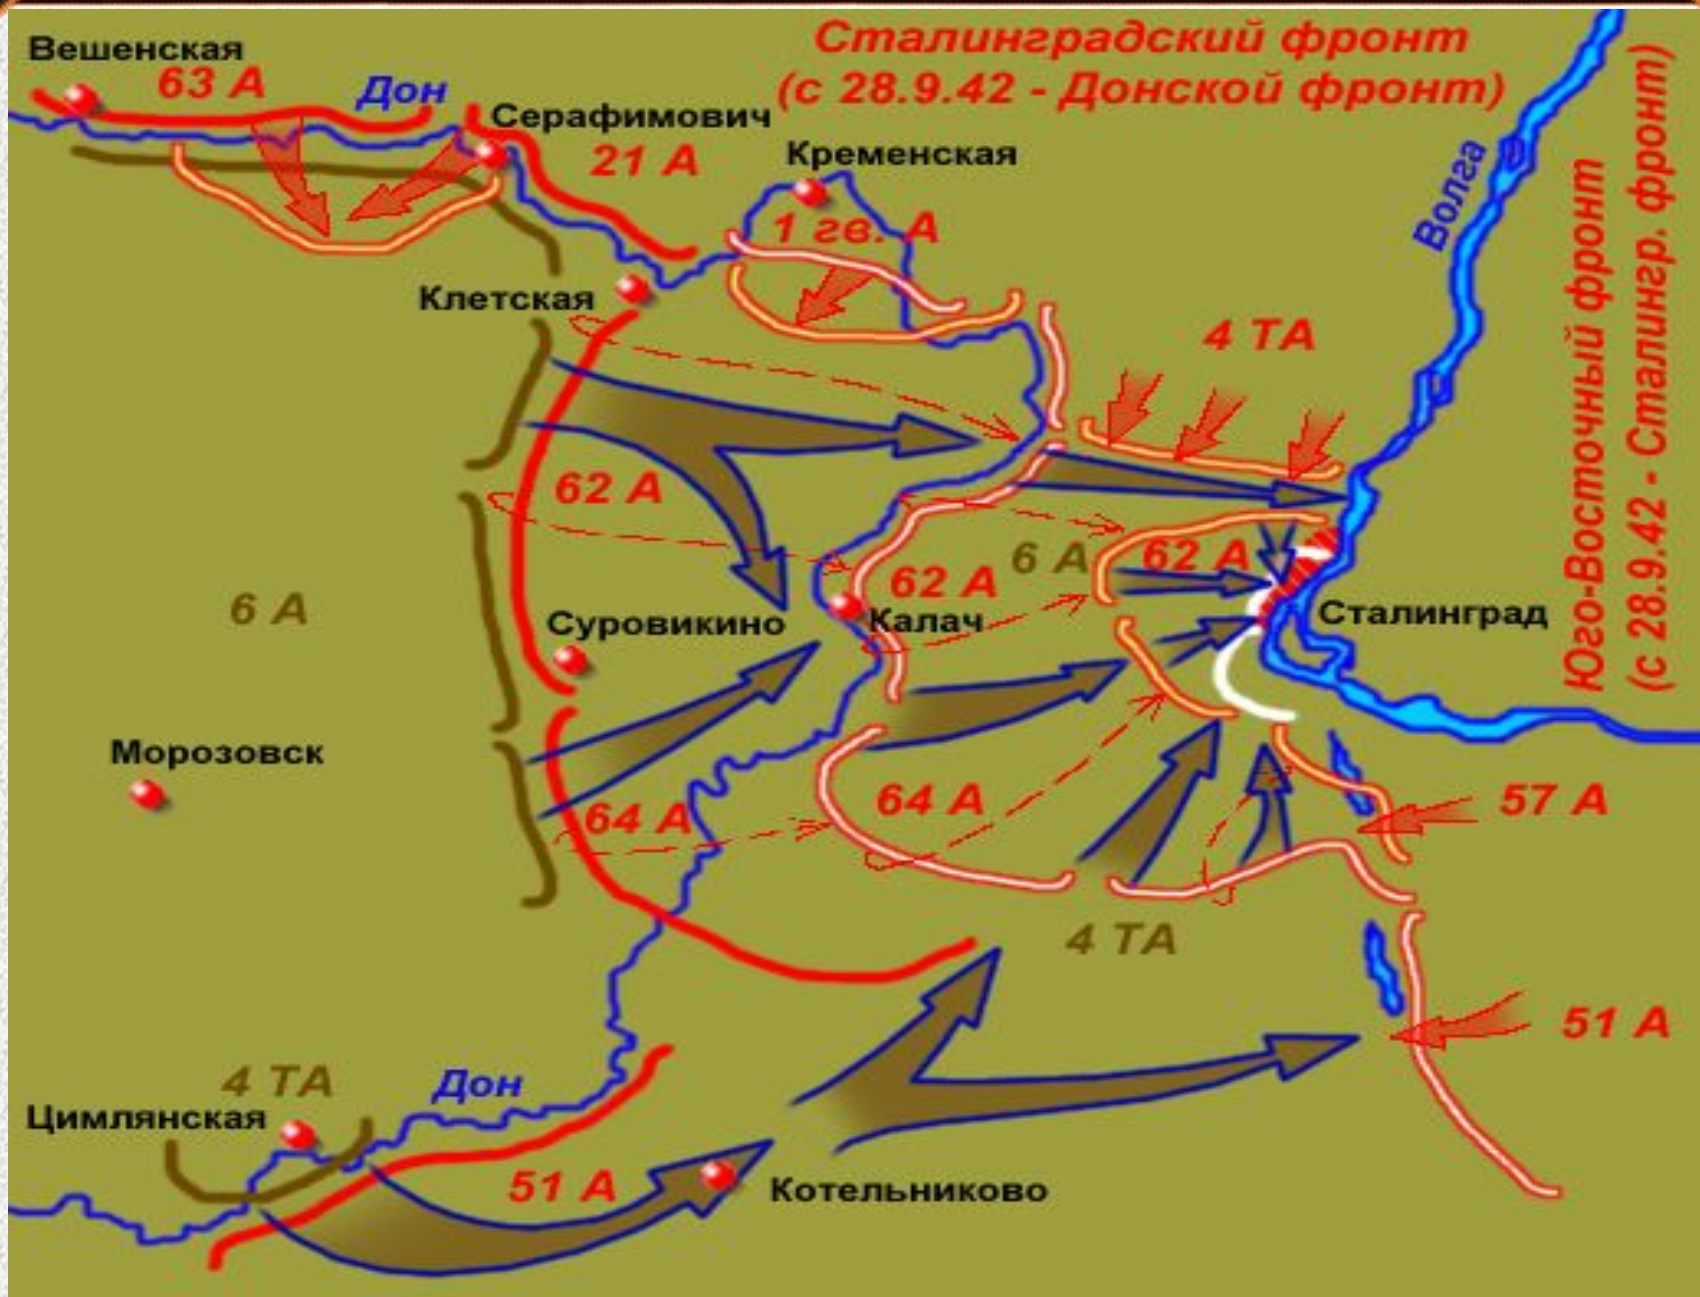 Сталинградский фронт
(с 28.9.42 - Донской фронт)
Вешенская
63 А
Дон
Серафимович
21 А
Кременская
1 гв. А
Волга
Юго-Восточный фронт
(с 28.9.42 - Сталингр. фронт)
Клетская
4 ТА
62 А
6 А
62 А
62 А
6 А
Суровикино
Калач
Сталинград
Морозовск
64 А
64 А
57 А
4 ТА
51 А
4 ТА
Дон
Цимлянская
51 А
Котельниково